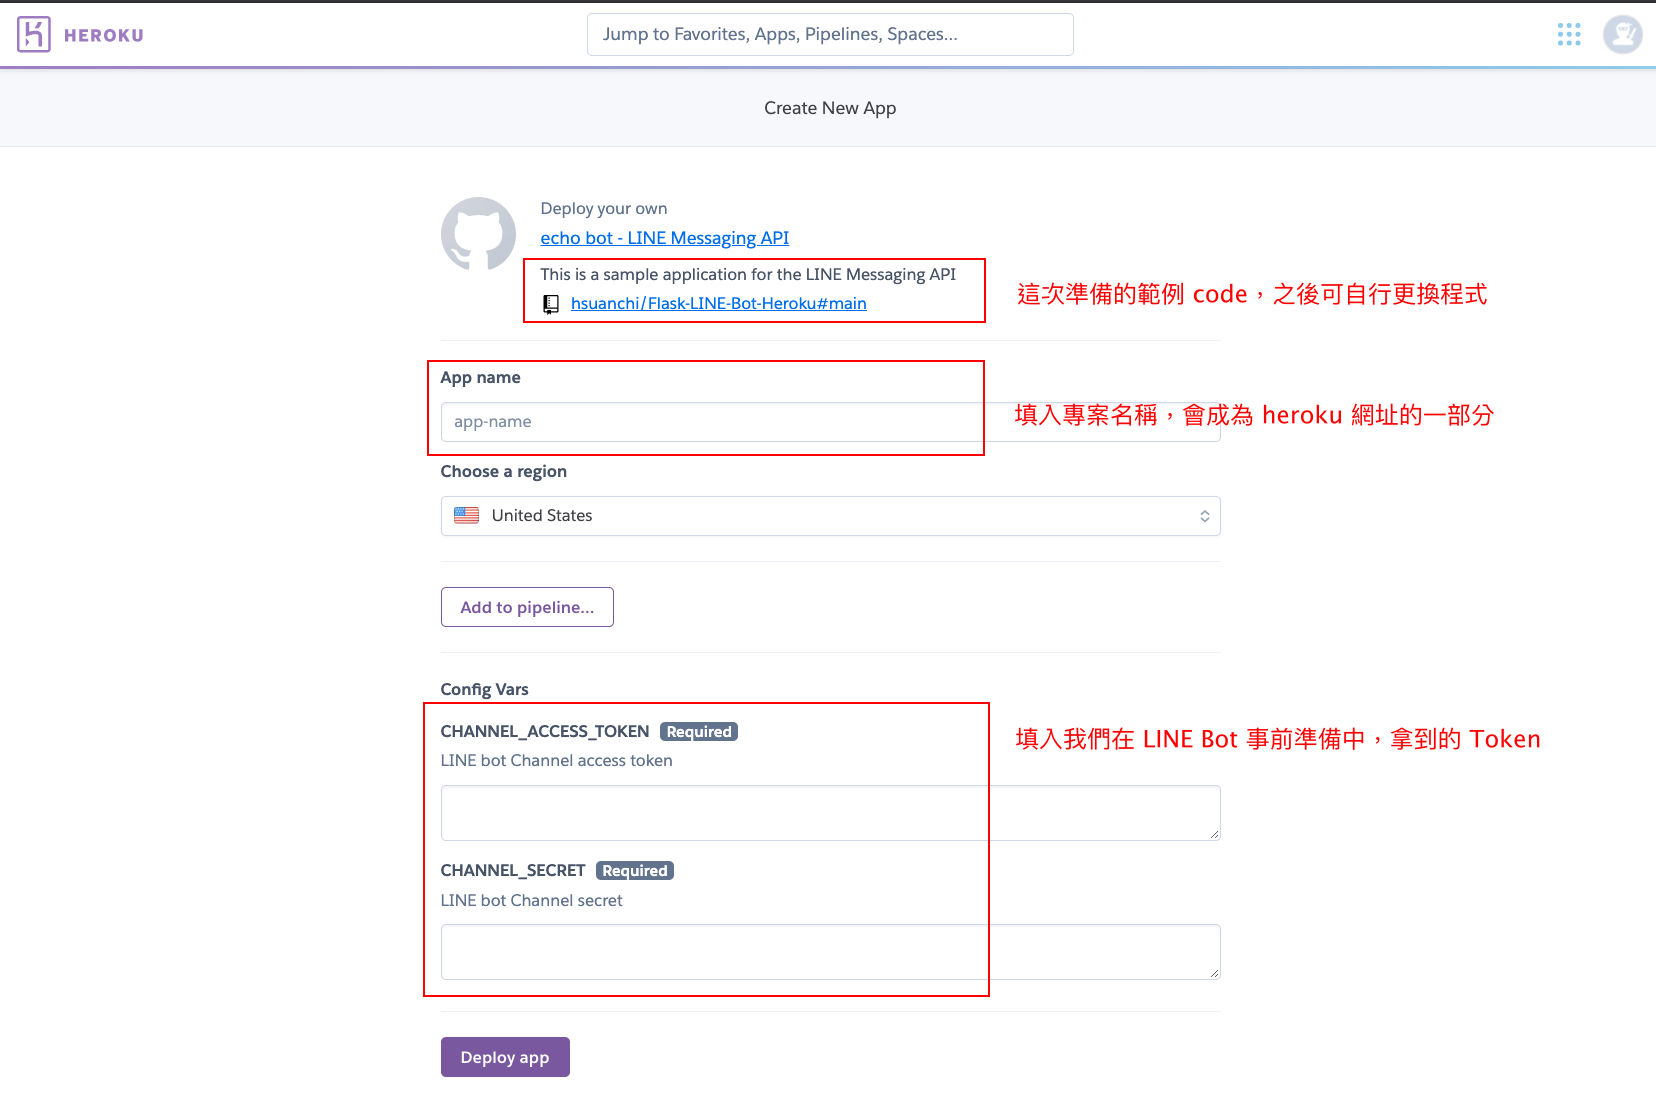 HEROKU
Jump to Favorites, Apps, Pipelines, Spaces...
Create New App
Deploy your own
echo bot - LINE Messaging API
This is a sample application for the LINE Messaging API
hsuanchi/Flask-LINE-Bot-Heroku#main
這次準備的範例 code，之後可自行更換程式
App name
app-name
填入專案名稱，會成為 heroku 網址的一部分
Choose a region
United States
Add to pipeline...
Config Vars
CHANNEL_ACCESS_TOKEN Required
填入我們在 LINE Bot 事前準備中，拿到的 Token
LINE bot Channel access token
CHANNEL_SECRET Required
LINE bot Channel secret
Deploy app